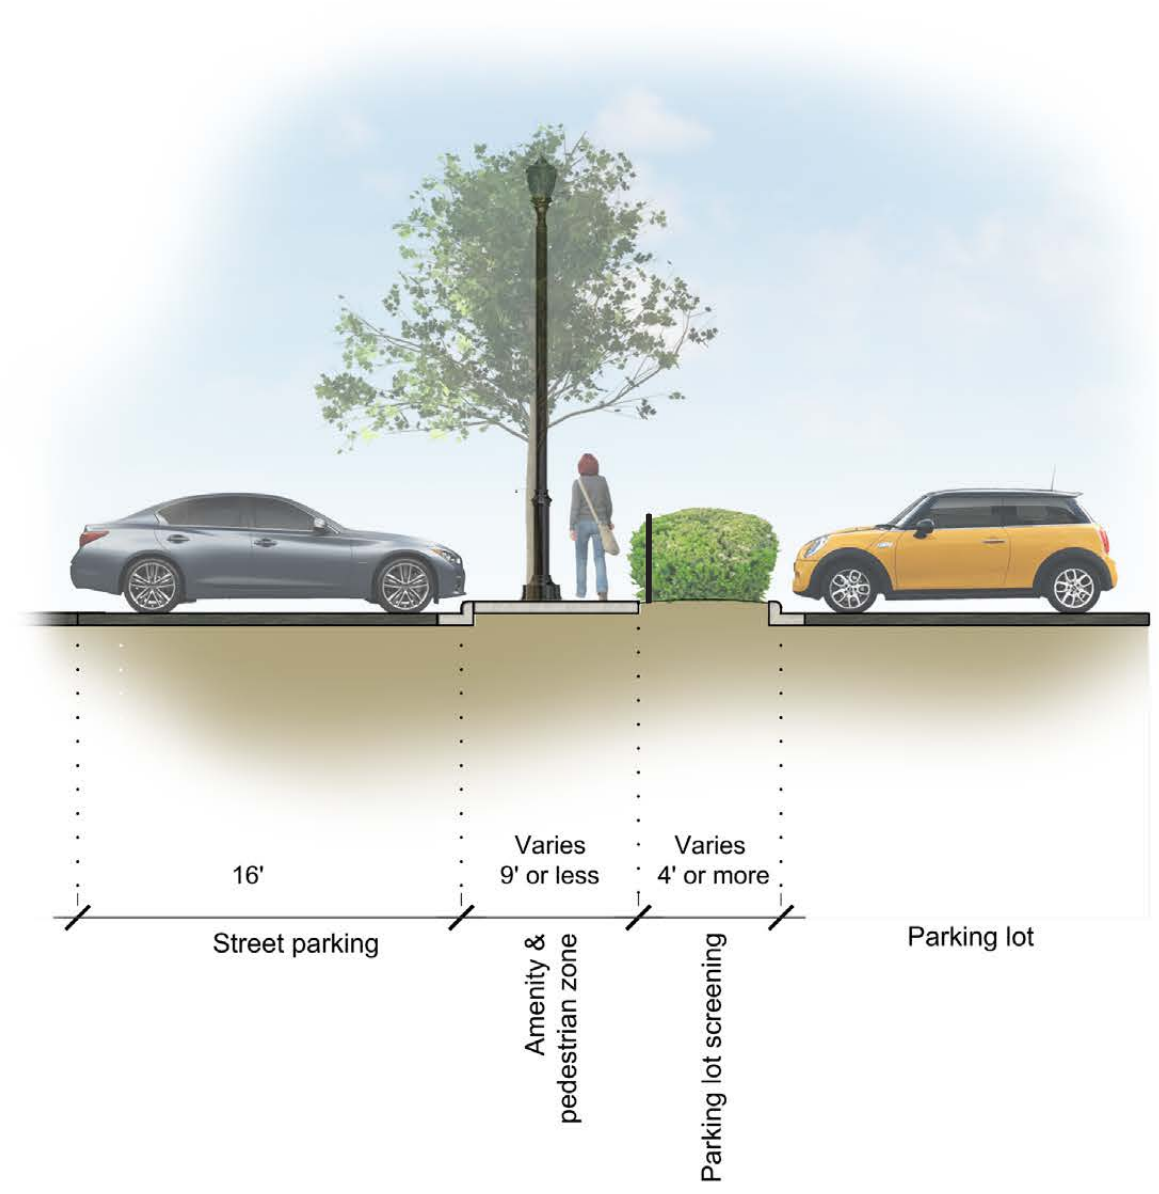 Varies
9' or less
Varies
4' or more
16'
Street parking
Amenity &
pedestrian zone
Parking lot screening
Parking lot